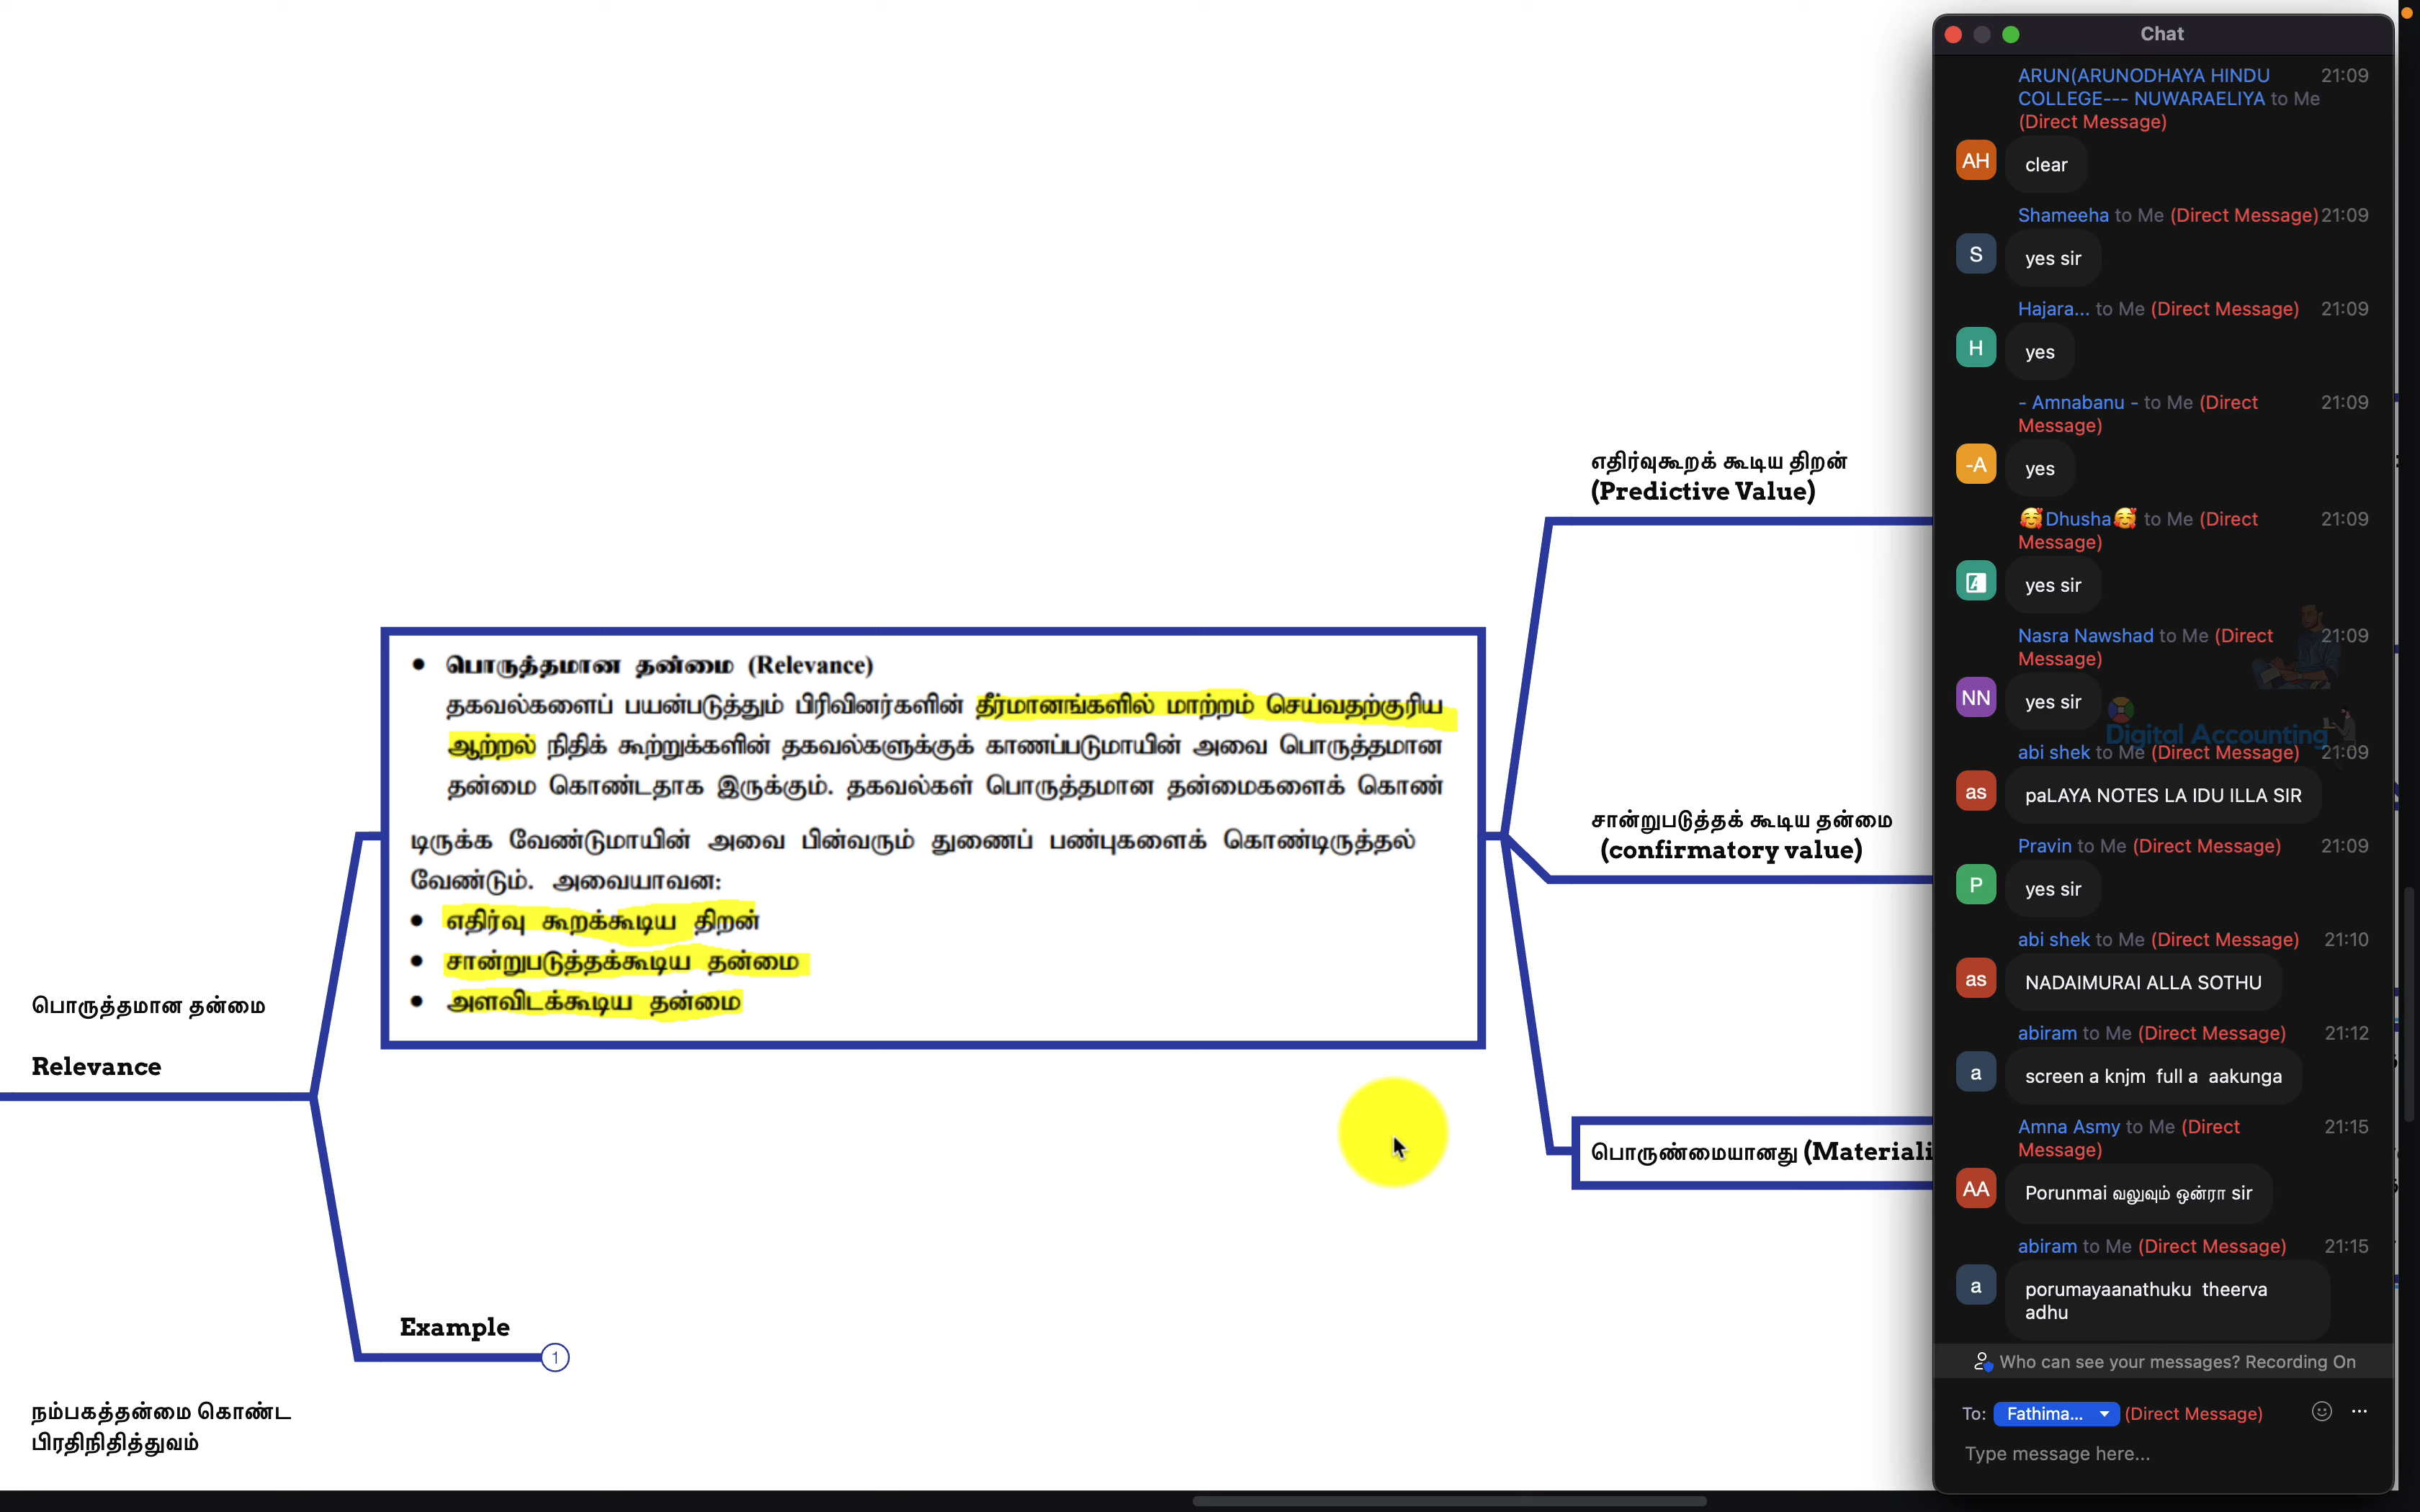 எதிர்வுகூறக் கூடிய திறன்
(Predictive Value)
• பொருத்தமான தன்மை (Relevance)
தகவல்களைப் பயன்படுத்தும் பிரிவினர்களின் தீர்மானங்களில் மாற்றம் செய்வதற்குரிய
ஆற்றல் நிதிக் கூற்றுக்களின் தகவல்களுக்குக் காணப்படுமாயின் அவை பொருத்தமான
தன்மை கொண்டதாக இருக்கும். தகவல்கள் பொருத்தமான தன்மைகளைக் கொண்
டிருக்க வேண்டுமாயின் அவை பின்வரும் துணைப் பண்புகளைக் கொண்டிருத்தல்
வேண்டும். அவையாவன:
• எதிர்வு கூறக்கூடிய திறன்
• சான்றுபடுத்தக்கூடிய தன்மை
• அளவிடக்கூடிய தன்மை
சான்றுபடுத்தக் கூடிய தன்மை
(confirmatory value)
பொருத்தமான தன்மை
Relevance
பொருண்மையானது (Materiali
Example
1
நம்பகத்தன்மை கொண்ட
பிரதிநிதித்துவம்
Chat
ARUN(ARUNODHAYA HINDU 21:09
COLLEGE--- NUWARAELIYA to Me
(Direct Message)
AH clear
Shameeha to Me (Direct Message) 21:09
S yes sir
Hajara... to Me (Direct Message) 21:09
H yes
- Amnabanu - to Me (Direct 21:09
Message)
-A yes
🥰Dhusha🥰 to Me (Direct 21:09
Message)
yes sir
Nasra Nawshad to Me (Direct 21:09
Message)
NN yes sir
Digital Accounting
abi shek to Me (Direct Message) 21:09
as paLAYA NOTES LA IDU ILLA SIR
Pravin to Me (Direct Message) 21:09
P yes sir
abi shek to Me (Direct Message) 21:10
as NADAIMURAI ALLA SOTHU
abiram to Me (Direct Message) 21:12
a screen a knjm full a aakunga
Amna Asmy to Me (Direct 21:15
Message)
AA Porunmai வலுவும் ஒன்ரா sir
abiram to Me (Direct Message) 21:15
a porumayaanathuku theerva
adhu
Who can see your messages? Recording On
To: Fathima... (Direct Message)
Type message here...